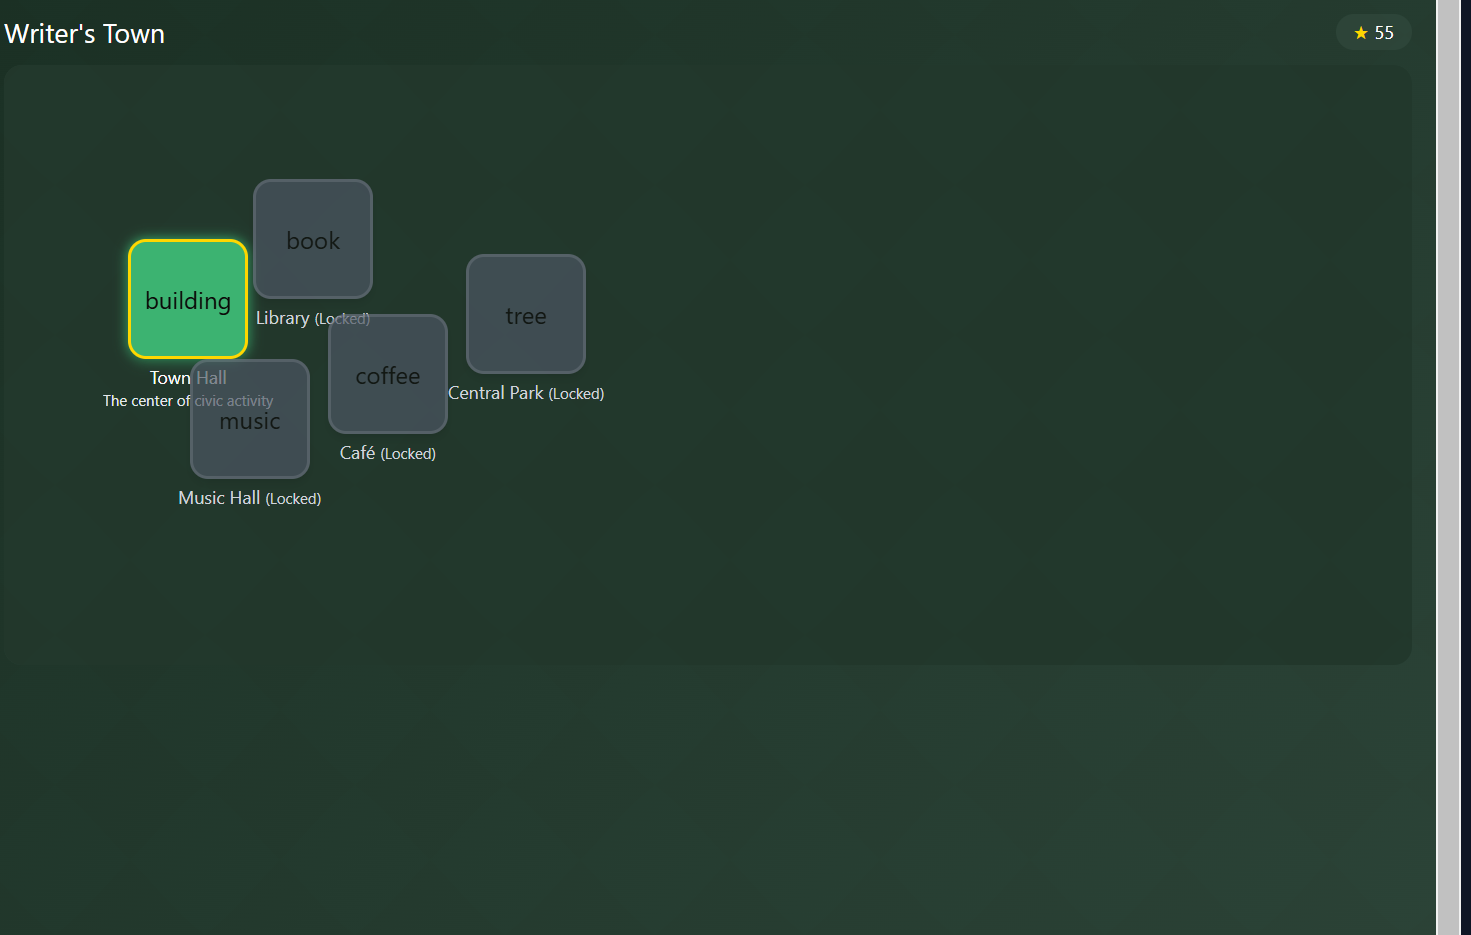 Writer's Town
★ 55
book
building
Library (Locked)
tree
Town Hall
The center of civic activity
coffee
Central Park (Locked)
music
Café (Locked)
Music Hall (Locked)